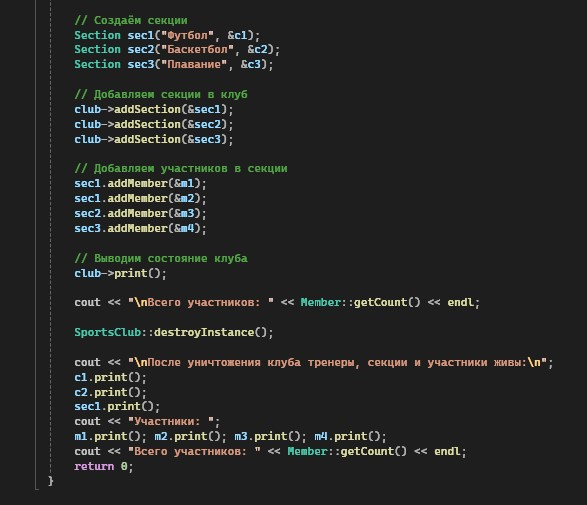 // Создаём секции
Section sec1("Футбол", &c1);
Section sec2("Баскетбол", &c2);
Section sec3("Плавание", &c3);
// Добавляем секции в клуб
club->addSection(&sec1);
club->addSection(&sec2);
club->addSection(&sec3);
// Добавляем участников в секции
sec1.addMember(&m1);
sec1.addMember(&m2);
sec2.addMember(&m3);
sec3.addMember(&m4);
// Выводим состояние клуба
club->print();
cout << "\nВсего участников: " << Member::getCount() << endl;
SportsClub::destroyInstance();
cout << "\nПосле уничтожения клуба тренеры, секции и участники живы:\n";
c1.print();
c2.print();
sec1.print();
cout << "Участники: ";
m1.print(); m2.print(); m3.print(); m4.print();
cout << "Всего участников: " << Member::getCount() << endl;
return 0;
}